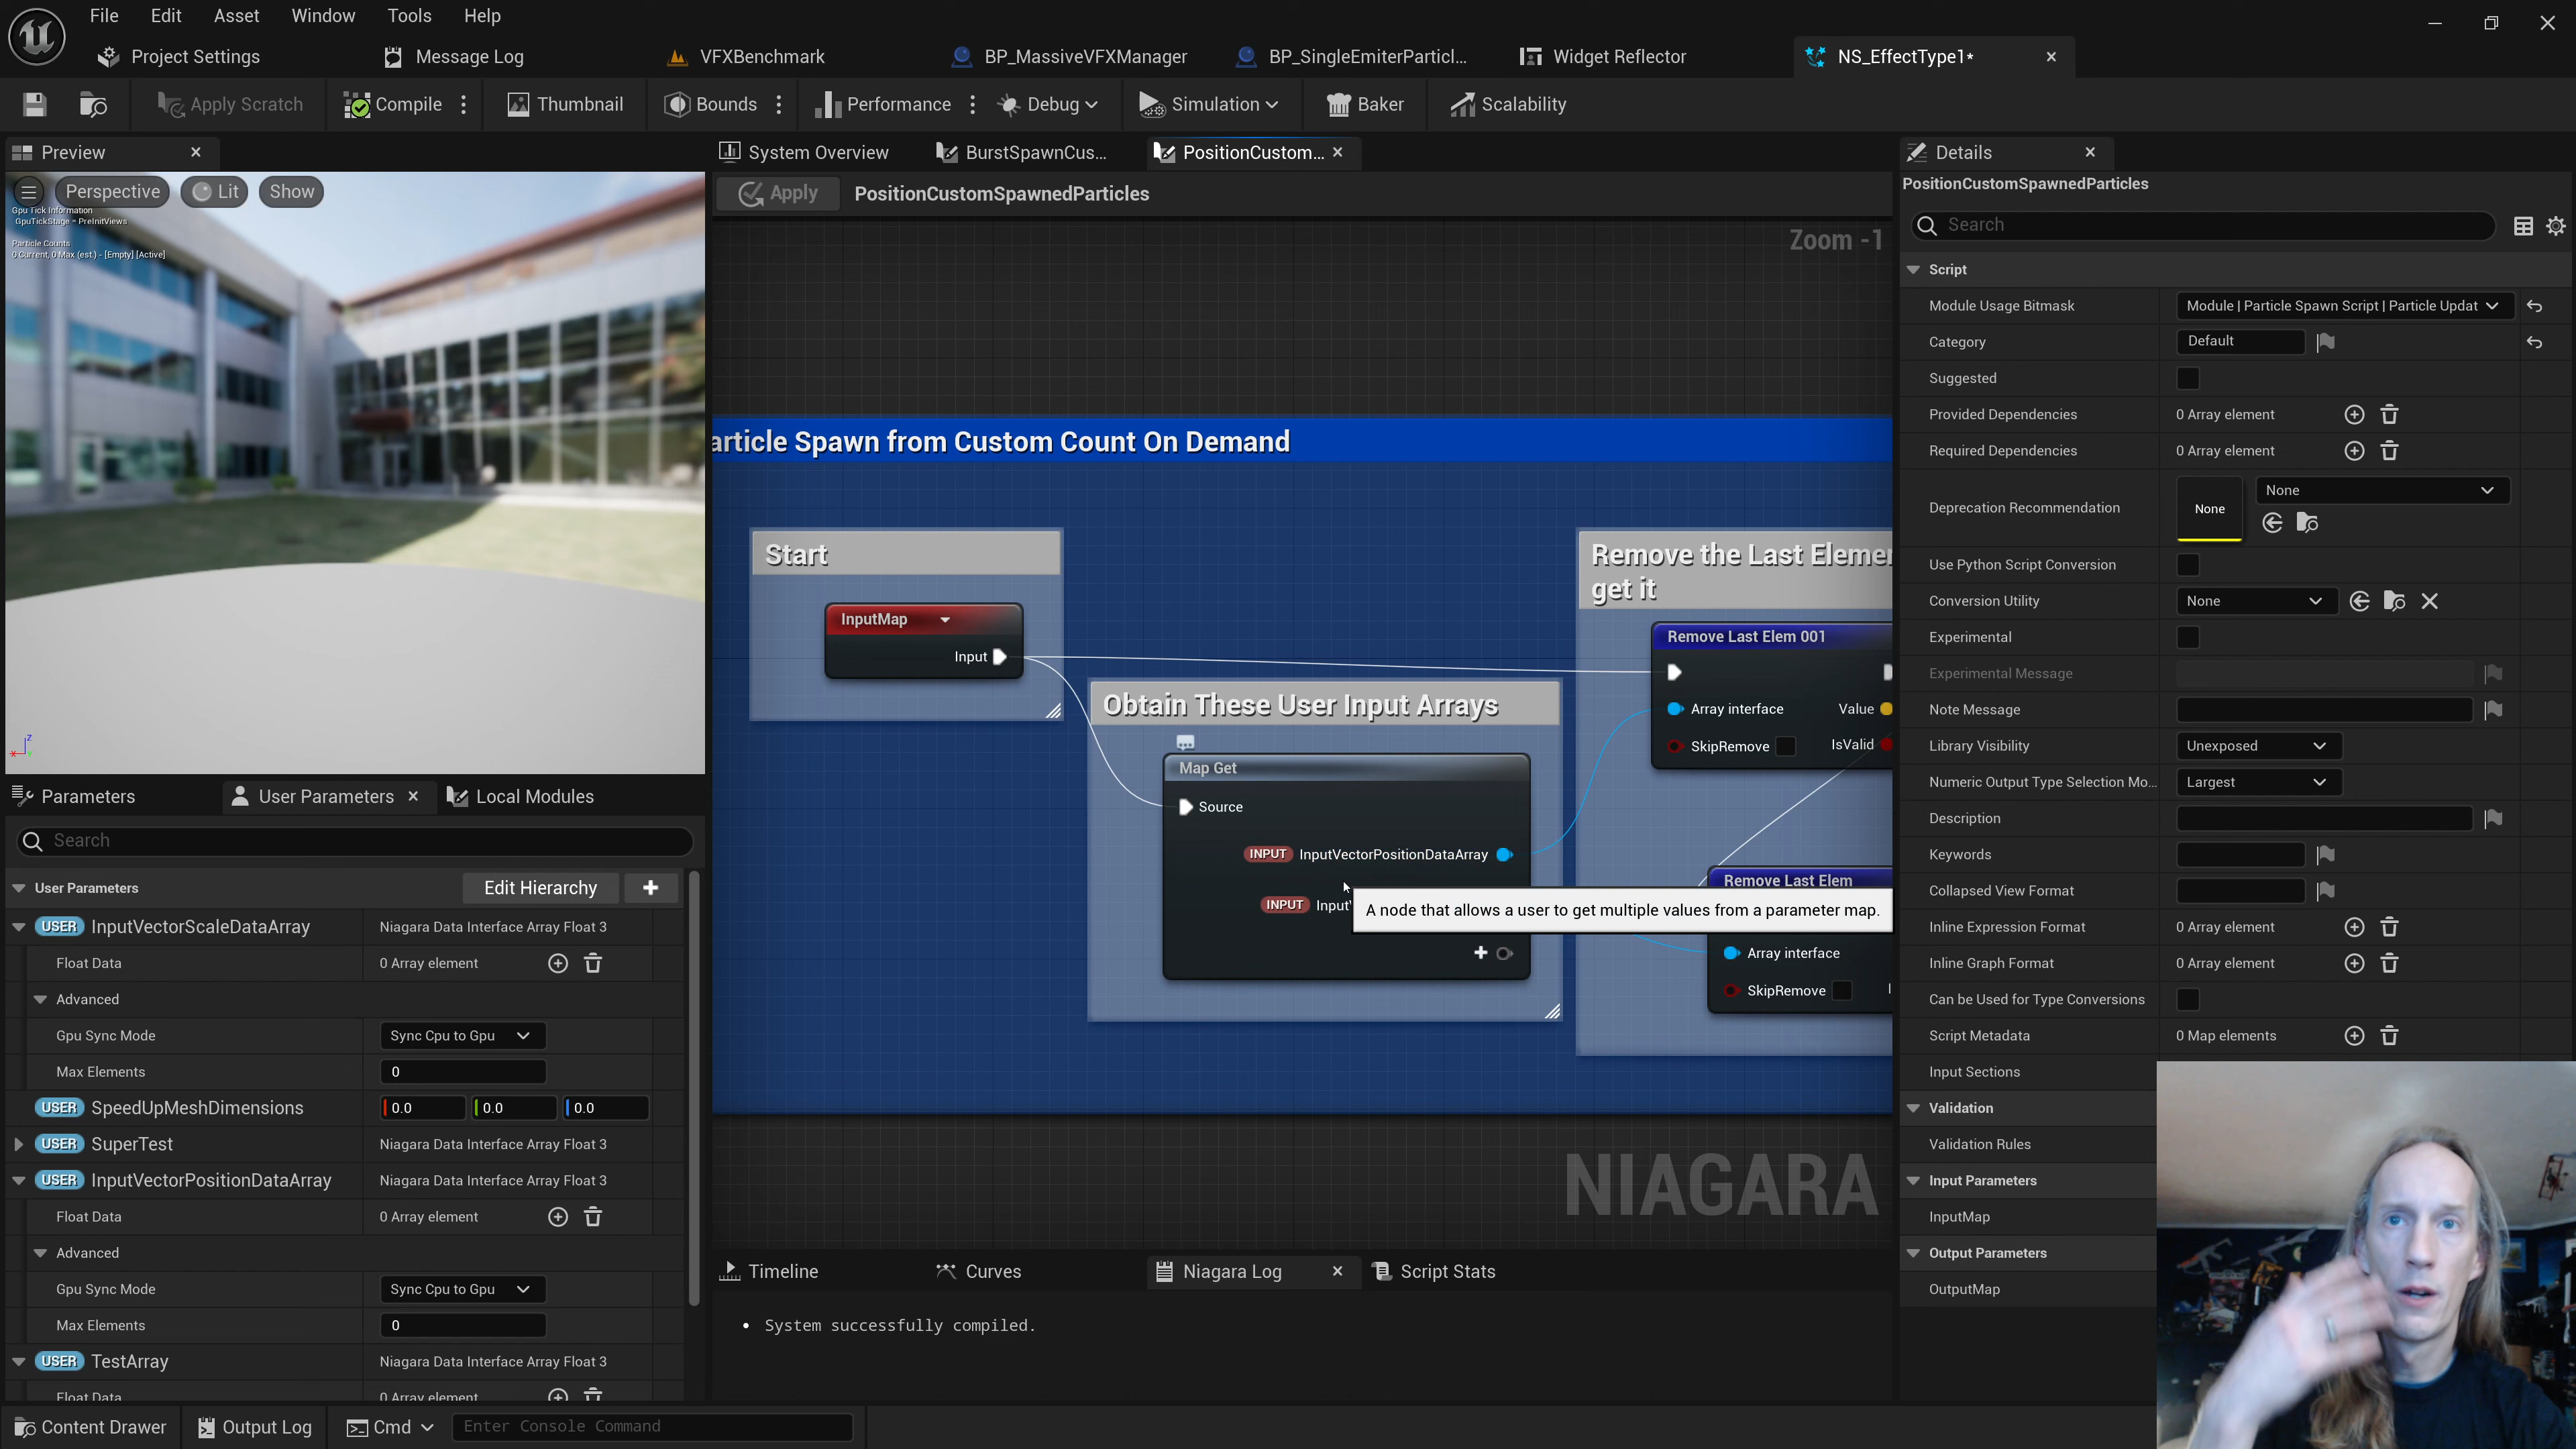 File Edit Asset Window Tools Help
Project Settings Message Log VFXBenchmark BP_MassiveVFXManager BP_SingleEmiterParticl... Widget Reflector NS_EffectType1*
Apply Scratch Compile Thumbnail Bounds Performance Debug Simulation Baker Scalability
Preview
Perspective Lit Show
Gpu Tick Information
GpuTickStage = PreInitViews
Particle Counts
0 Current, 0 Max (est.) - [Empty] [Active]
Z
X
Parameters User Parameters Local Modules
Search
User Parameters Edit Hierarchy
USER InputVectorScaleDataArray Niagara Data Interface Array Float 3
Float Data 0 Array element
Advanced
Gpu Sync Mode Sync Cpu to Gpu
Max Elements 0
USER SpeedUpMeshDimensions 0.0 0.0 0.0
USER SuperTest Niagara Data Interface Array Float 3
USER InputVectorPositionDataArray Niagara Data Interface Array Float 3
Float Data 0 Array element
Advanced
Gpu Sync Mode Sync Cpu to Gpu
Max Elements 0
USER TestArray Niagara Data Interface Array Float 3
Float Data 0 Array element
System Overview BurstSpawnCus... PositionCustom...
Apply PositionCustomSpawnedParticles
Zoom -1
article Spawn from Custom Count On Demand
Start
InputMap
Input
Obtain These User Input Arrays
Map Get
Source
INPUT InputVectorPositionDataArray
INPUT InputV
A node that allows a user to get multiple values from a parameter map.
Remove the Last Elemen
get it
Remove Last Elem 001
Array interface Value
SkipRemove IsValid
Remove Last Elem
Array interface
SkipRemove
NIAGARA
Timeline Curves Niagara Log Script Stats
• System successfully compiled.
Details
PositionCustomSpawnedParticles
Search
Script
Module Usage Bitmask Module | Particle Spawn Script | Particle Updat
Category Default
Suggested
Provided Dependencies 0 Array element
Required Dependencies 0 Array element
Deprecation Recommendation None None
Use Python Script Conversion
Conversion Utility None
Experimental
Experimental Message
Note Message
Library Visibility Unexposed
Numeric Output Type Selection Mo... Largest
Description
Keywords
Collapsed View Format
Inline Expression Format 0 Array element
Inline Graph Format 0 Array element
Can be Used for Type Conversions
Script Metadata 0 Map elements
Input Sections
Validation
Validation Rules
Input Parameters
InputMap
Output Parameters
OutputMap
Content Drawer Output Log Cmd Enter Console Command